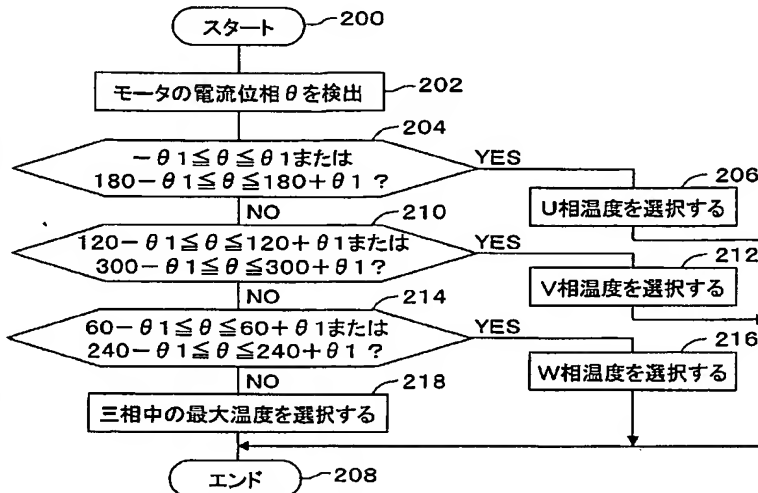 スタート
200
モータの電流位相θを検出
202
204
－θ1≦θ≦θ1または
180－θ1≦θ≦180＋θ1？
YES
206
U相温度を選択する
NO
210
120－θ1≦θ≦120＋θ1または
300－θ1≦θ≦300＋θ1？
YES
212
V相温度を選択する
NO
214
60－θ1≦θ≦60＋θ1または
240－θ1≦θ≦240＋θ1？
YES
216
W相温度を選択する
NO
218
三相中の最大温度を選択する
エンド
208